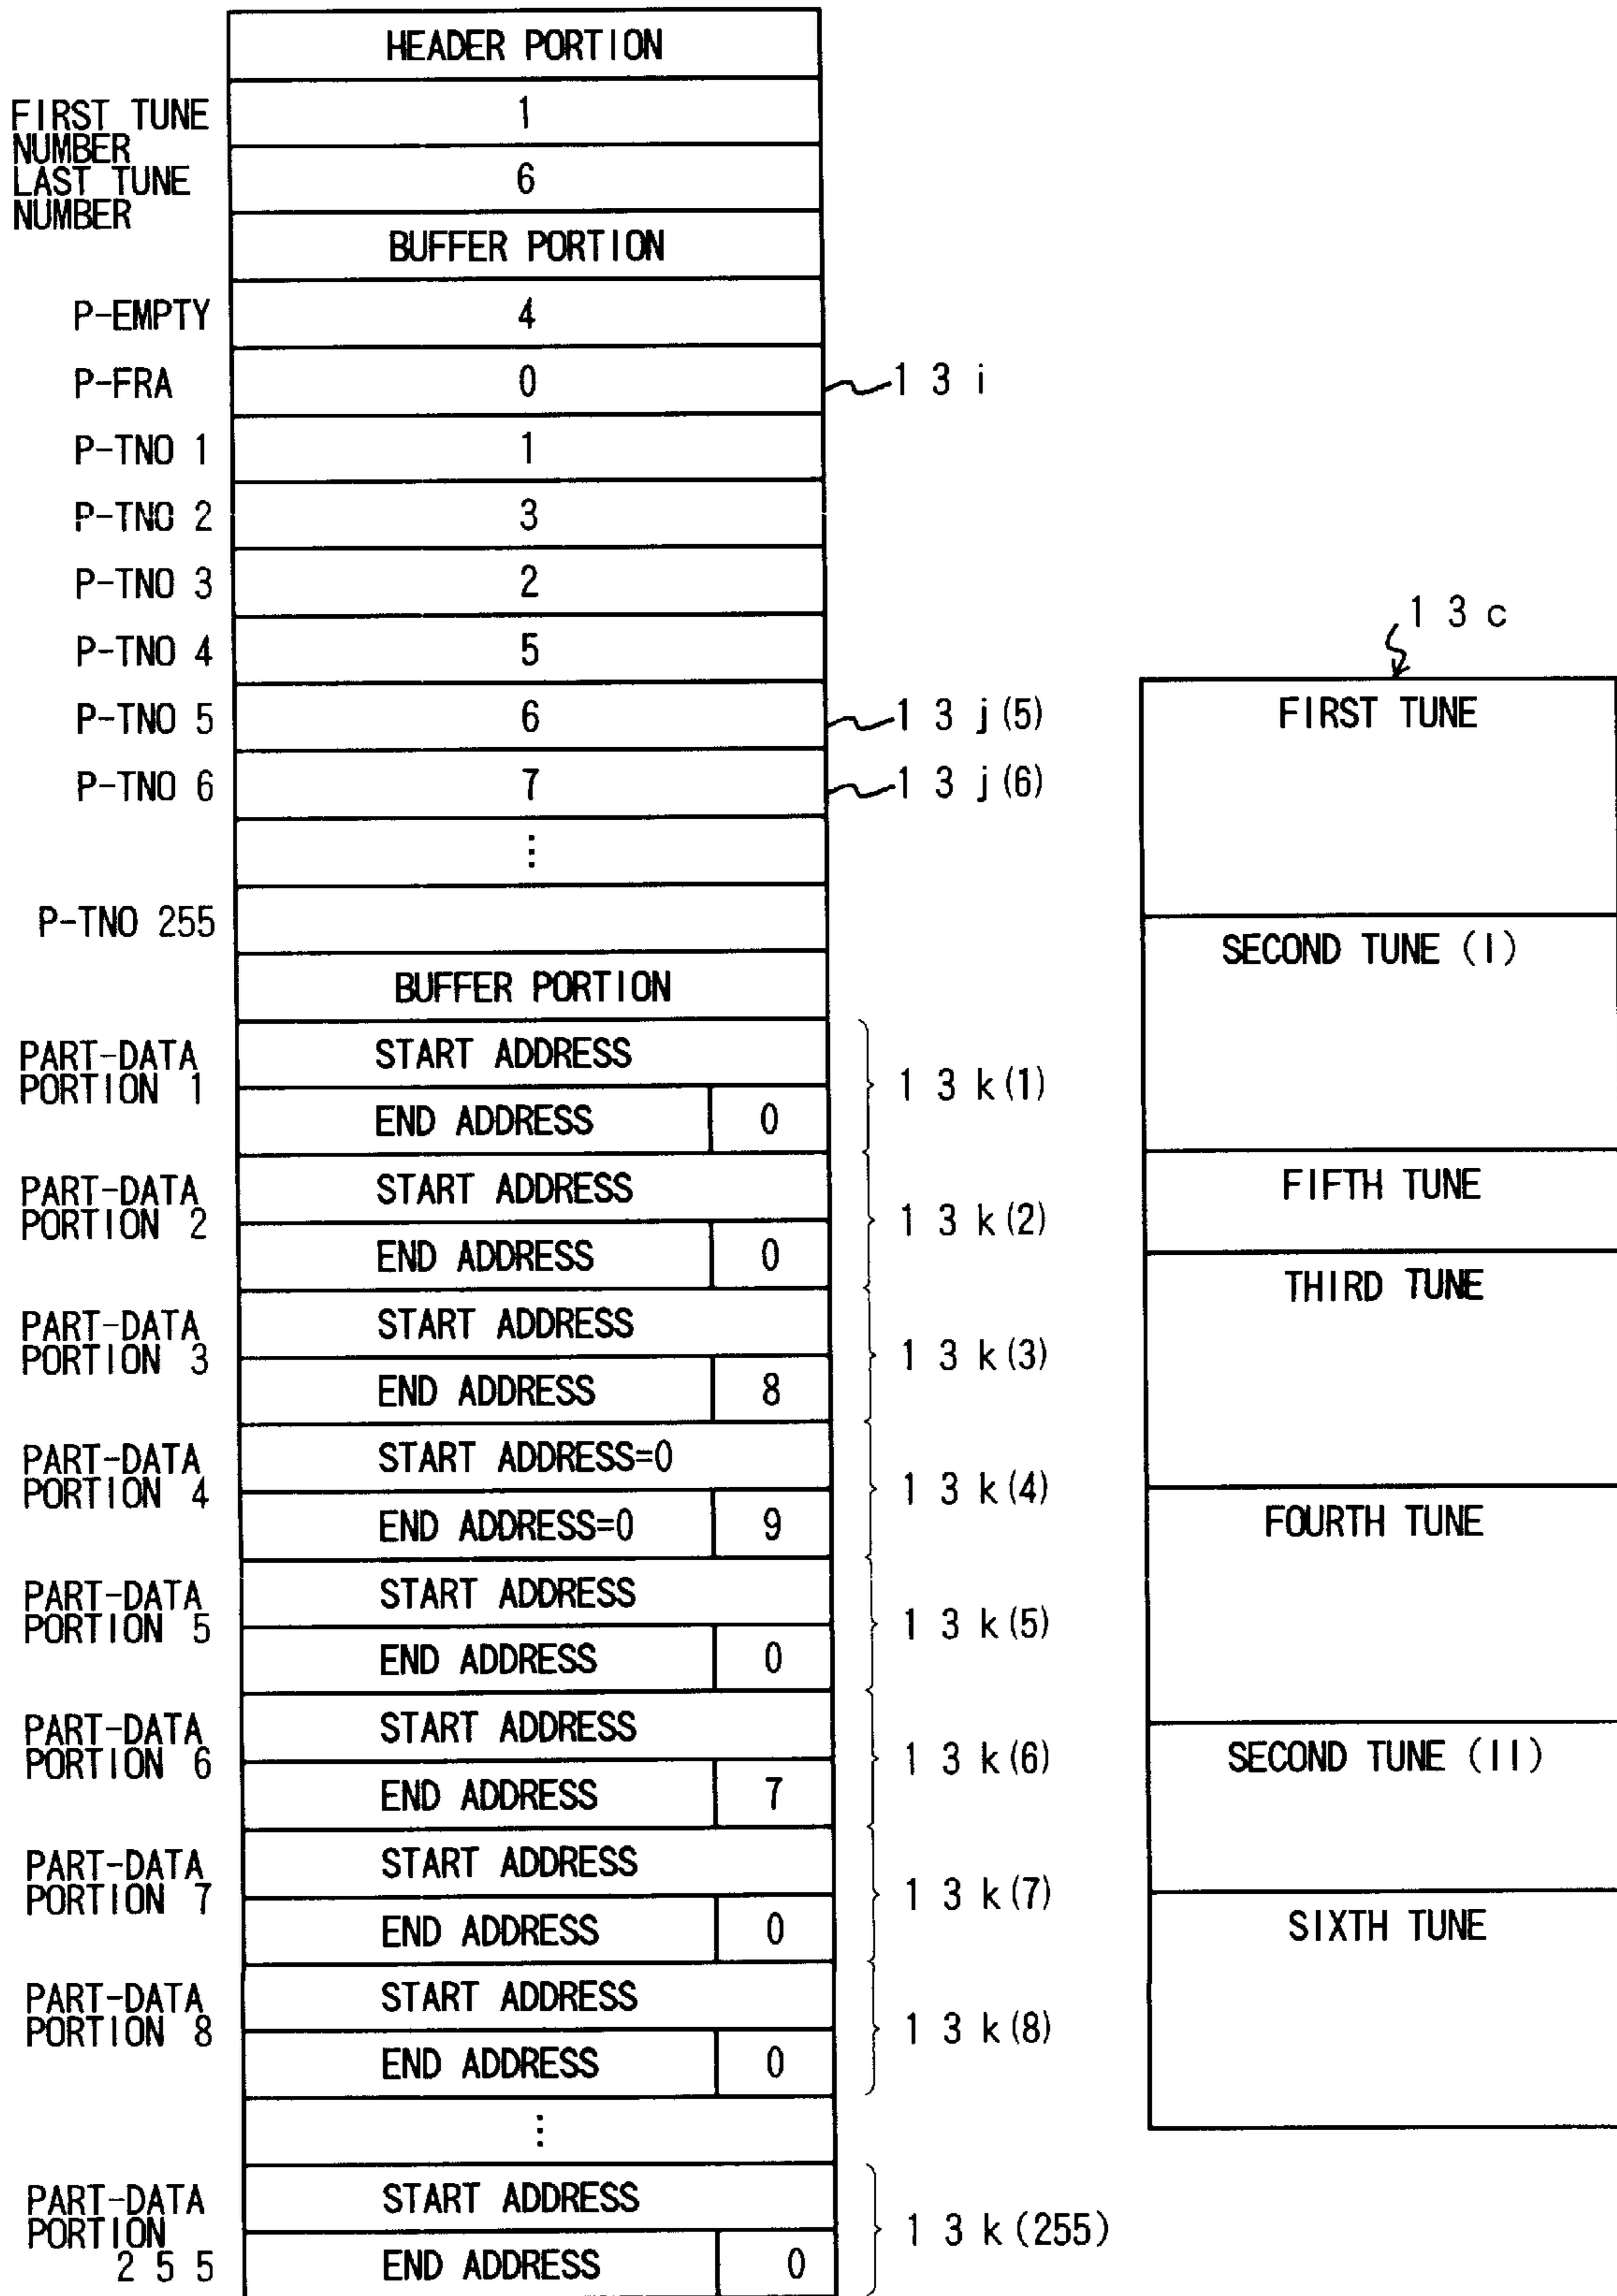 HEADER PORTION
FIRST TUNE
NUMBER
1
LAST TUNE
NUMBER
6
BUFFER PORTION
P-EMPTY 4
P-FRA 0 13i
P-TNO 1 1
P-TNO 2 3
P-TNO 3 2
P-TNO 4 5
P-TNO 5 6 13j(5)
P-TNO 6 7 13j(6)
⋮
P-TNO 255
BUFFER PORTION
PART-DATA
PORTION 1
START ADDRESS
END ADDRESS 0
13k(1)
PART-DATA
PORTION 2
START ADDRESS
END ADDRESS 0
13k(2)
PART-DATA
PORTION 3
START ADDRESS
END ADDRESS 8
13k(3)
PART-DATA
PORTION 4
START ADDRESS=0
END ADDRESS=0 9
13k(4)
PART-DATA
PORTION 5
START ADDRESS
END ADDRESS 0
13k(5)
PART-DATA
PORTION 6
START ADDRESS
END ADDRESS 7
13k(6)
PART-DATA
PORTION 7
START ADDRESS
END ADDRESS 0
13k(7)
PART-DATA
PORTION 8
START ADDRESS
END ADDRESS 0
13k(8)
⋮
PART-DATA
PORTION
255
START ADDRESS
END ADDRESS 0
13k(255)
13c
FIRST TUNE
SECOND TUNE (I)
FIFTH TUNE
THIRD TUNE
FOURTH TUNE
SECOND TUNE (II)
SIXTH TUNE